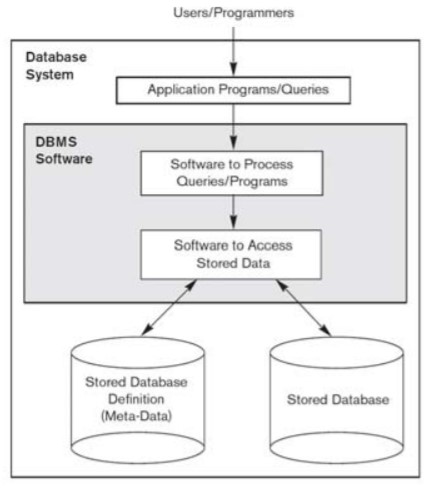 Users/Programmers
Database
System
Application Programs/Queries
DBMS
Software
Software to Process
Queries/Programs
Software to Access
Stored Data
Stored Database
Definition
(Meta-Data)
Stored Database